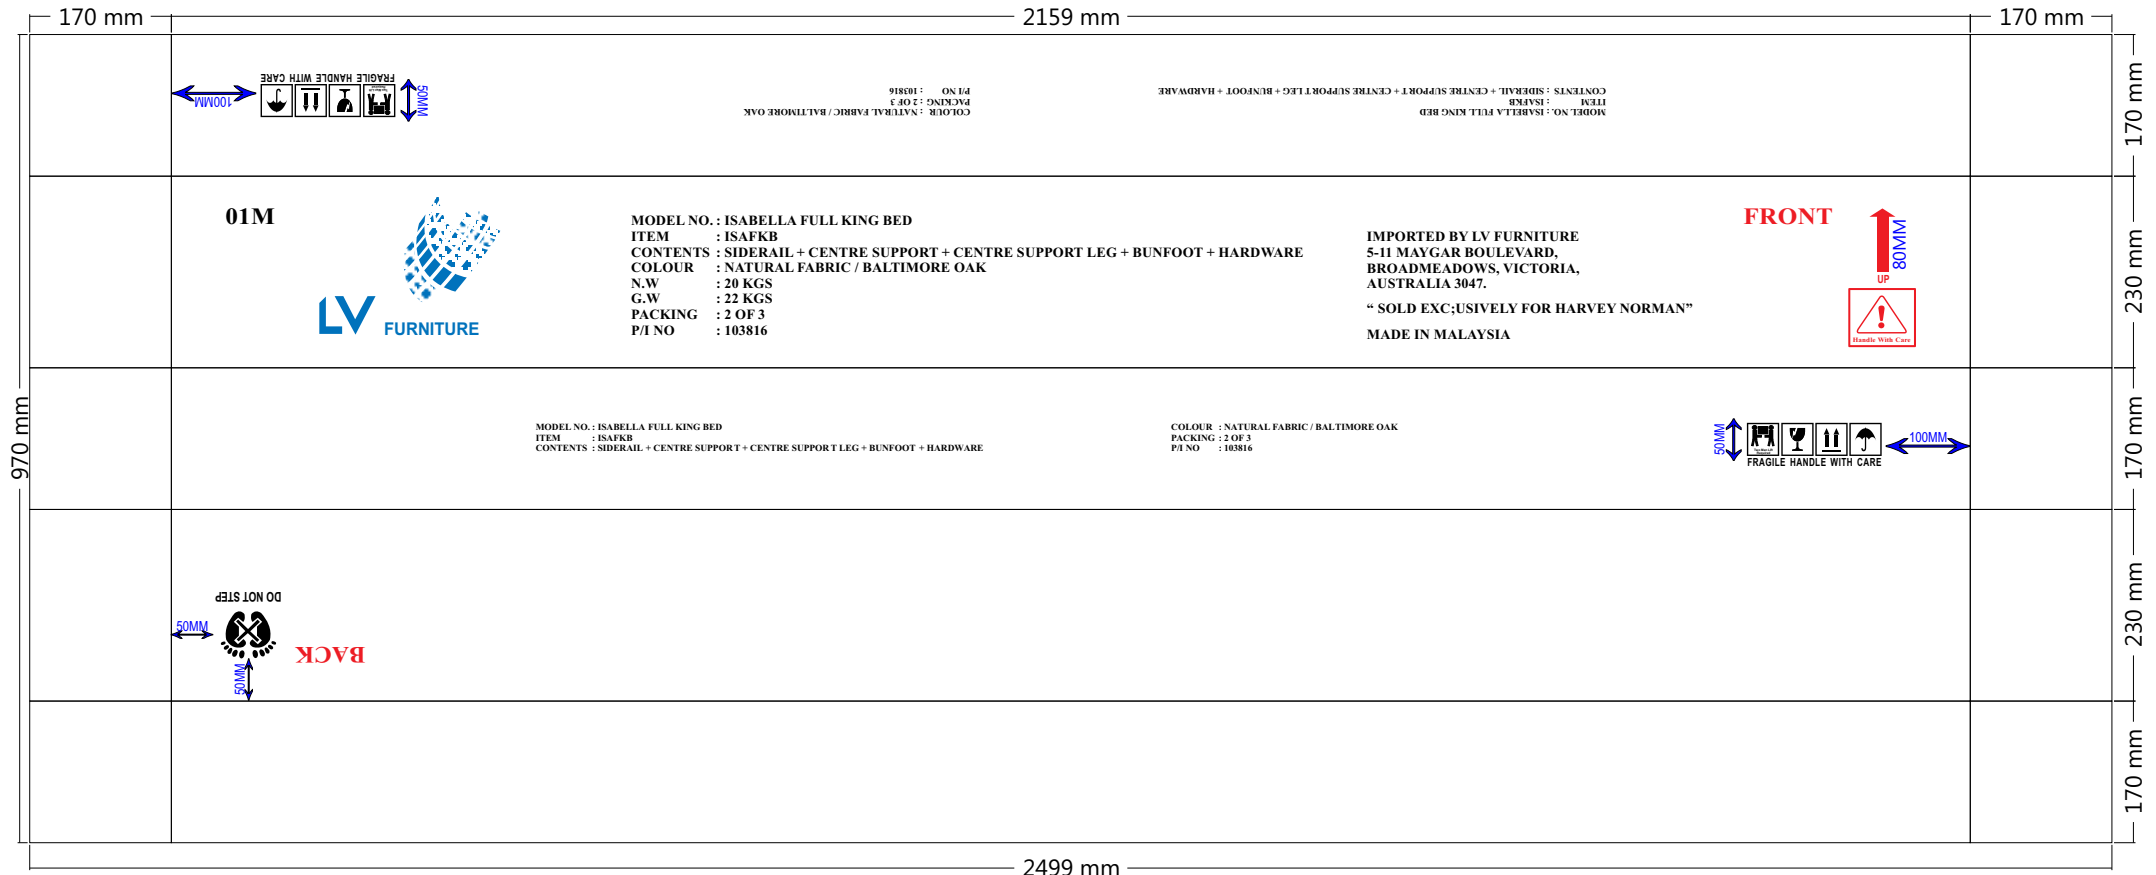 170 mm
2159 mm
170 mm
FRAGILE HANDLE WITH CARE
100MM
50MM
Two Man Lift
Required
COLOUR : NATURAL FABRIC / BALTIMORE OAK
PACKING : 2 OF 3
P/I NO : 103816
MODEL NO. : ISABELLA FULL KING BED
ITEM : ISAFKB
CONTENTS : SIDERAIL + CENTRE SUPPORT + CENTRE SUPPORT LEG + BUNFOOT + HARDWARE
170 mm
01M
LV FURNITURE
MODEL NO. : ISABELLA FULL KING BED
ITEM : ISAFKB
CONTENTS : SIDERAIL + CENTRE SUPPORT + CENTRE SUPPORT LEG + BUNFOOT + HARDWARE
COLOUR : NATURAL FABRIC / BALTIMORE OAK
N.W : 20 KGS
G.W : 22 KGS
PACKING : 2 OF 3
P/I NO : 103816
IMPORTED BY LV FURNITURE
5-11 MAYGAR BOULEVARD,
BROADMEADOWS, VICTORIA,
AUSTRALIA 3047.
“ SOLD EXC;USIVELY FOR HARVEY NORMAN”
MADE IN MALAYSIA
FRONT
80MM
UP
Handle With Care
230 mm
970 mm
MODEL NO. : ISABELLA FULL KING BED
ITEM : ISAFKB
CONTENTS : SIDERAIL + CENTRE SUPPORT + CENTRE SUPPORT LEG + BUNFOOT + HARDWARE
COLOUR : NATURAL FABRIC / BALTIMORE OAK
PACKING : 2 OF 3
P/I NO : 103816
50MM
Two Man Lift
Required
FRAGILE HANDLE WITH CARE
100MM
170 mm
DO NOT STEP
50MM
BACK
50MM
230 mm
170 mm
2499 mm